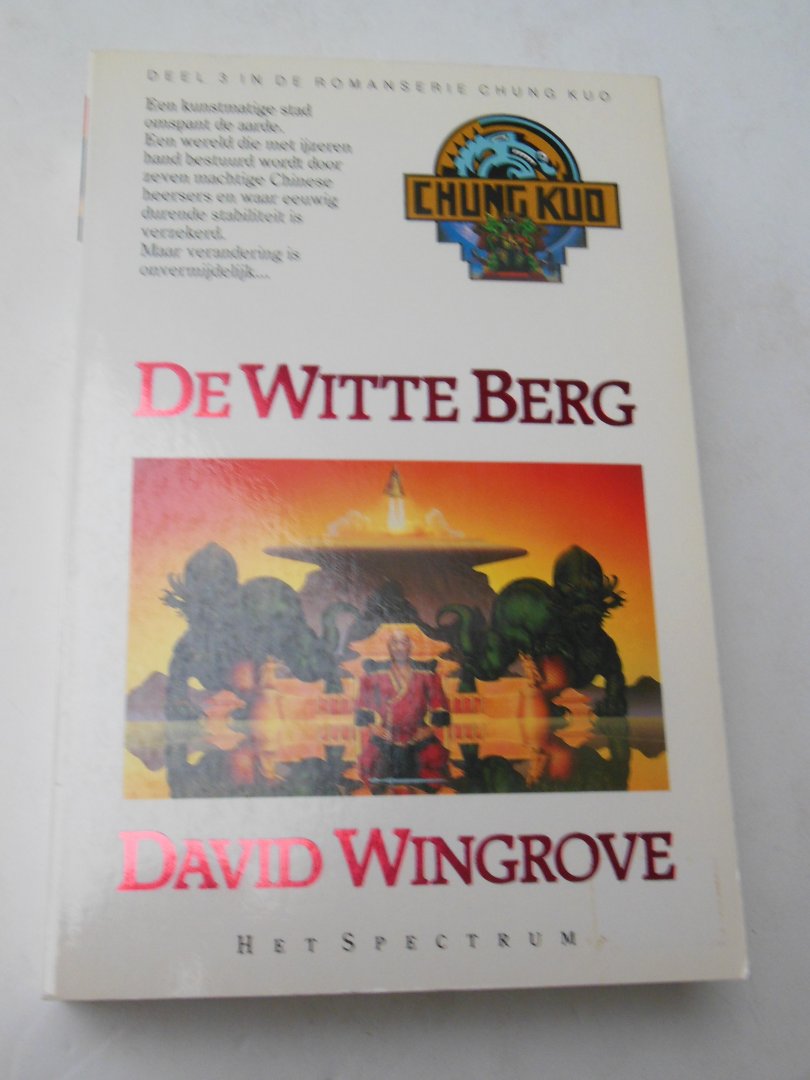 DEEL 3 IN DE ROMANSERIE CHUNG KUO
Een kunstmatige stad
omspant de aarde.
Een wereld die met ijzeren
hand bestuurd wordt door
zeven machtige Chinese
heersers en waar eeuwig
durende stabiliteit is
verzekerd.
Maar verandering is
onvermijdelijk...
CHUNG KUO
DE WITTE BERG
DAVID WINGROVE
HET SPECTRUM